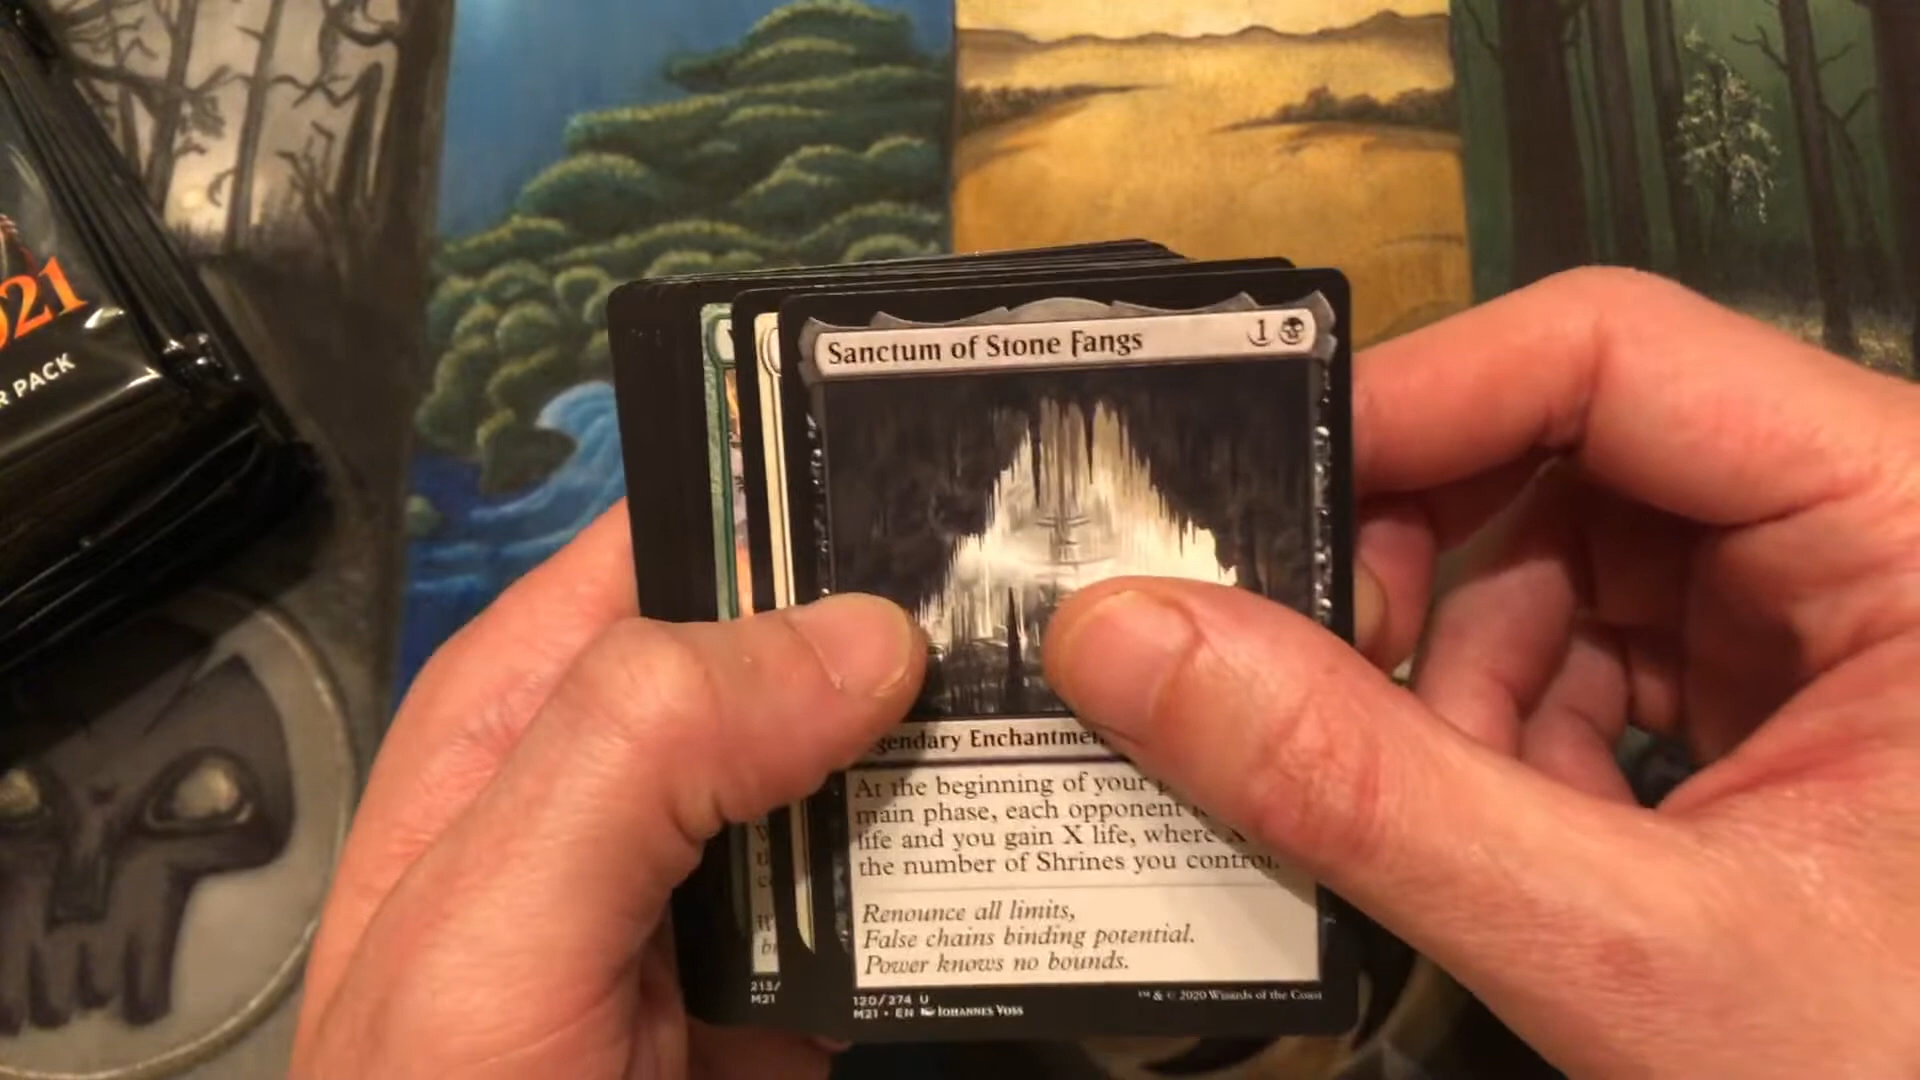 021
R PACK
Sanctum of Stone Fangs 1
gendary Enchantmen
At the beginning of your p
main phase, each opponent
life and you gain X life, where X
the number of Shrines you control.
Renounce all limits,
False chains binding potential.
Power knows no bounds.
120/274 U
M21 • EN Johannes Voss
™ & © 2020 Wizards of the Coast
215/
M21